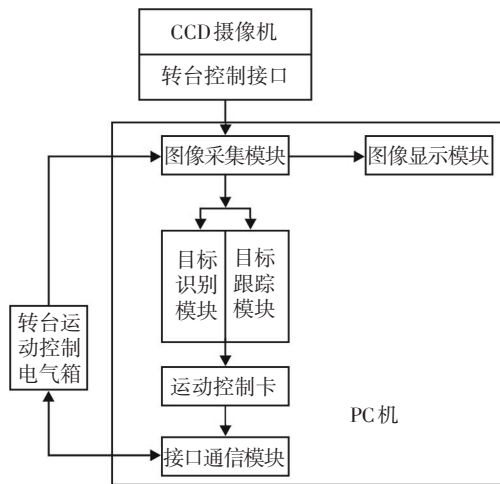 CCD摄像机
转台控制接口
图像采集模块
图像显示模块
目标
识别
模块
目标
跟踪
模块
转台运
动控制
电气箱
运动控制卡
PC机
接口通信模块